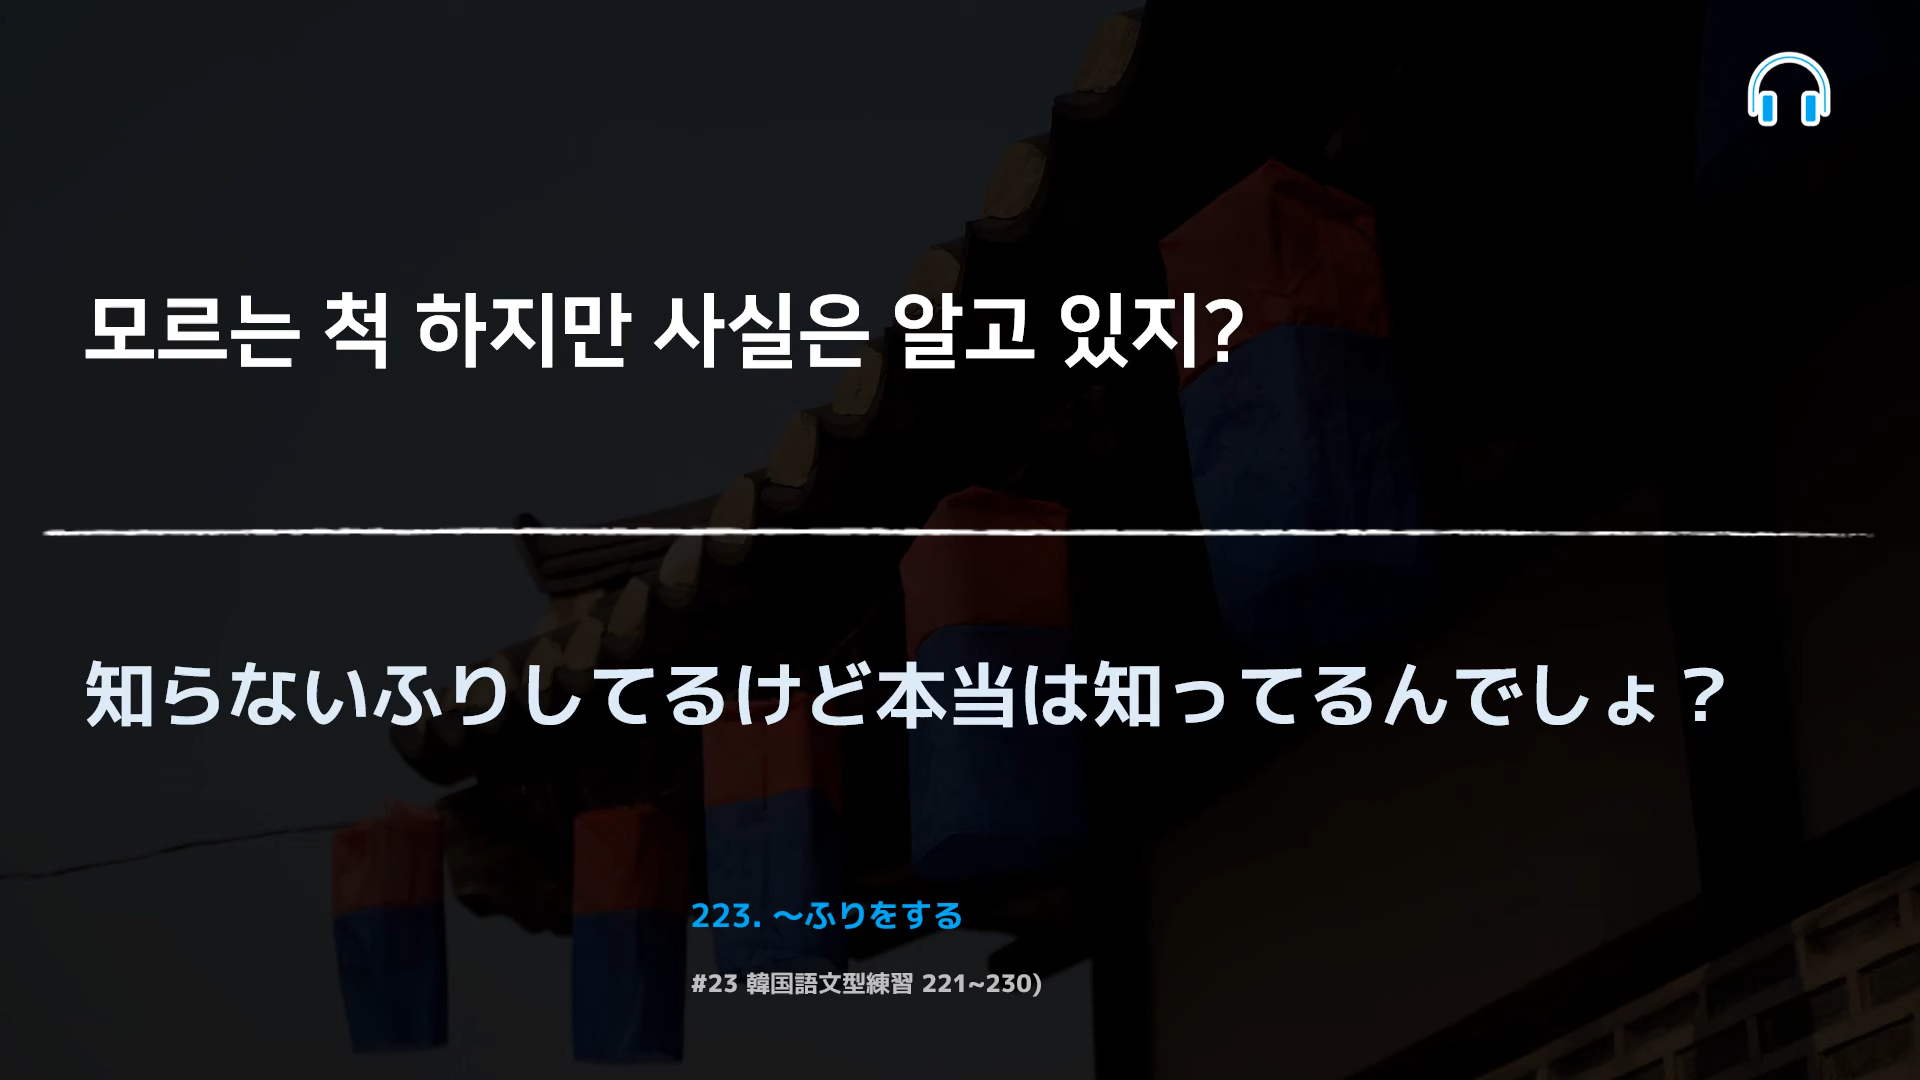 모르는 척 하지만 사실은 알고 있지?
知らないふりしてるけど本当は知ってるんでしょ？
223. ～ふりをする
#23 韓国語文型練習 221~230)